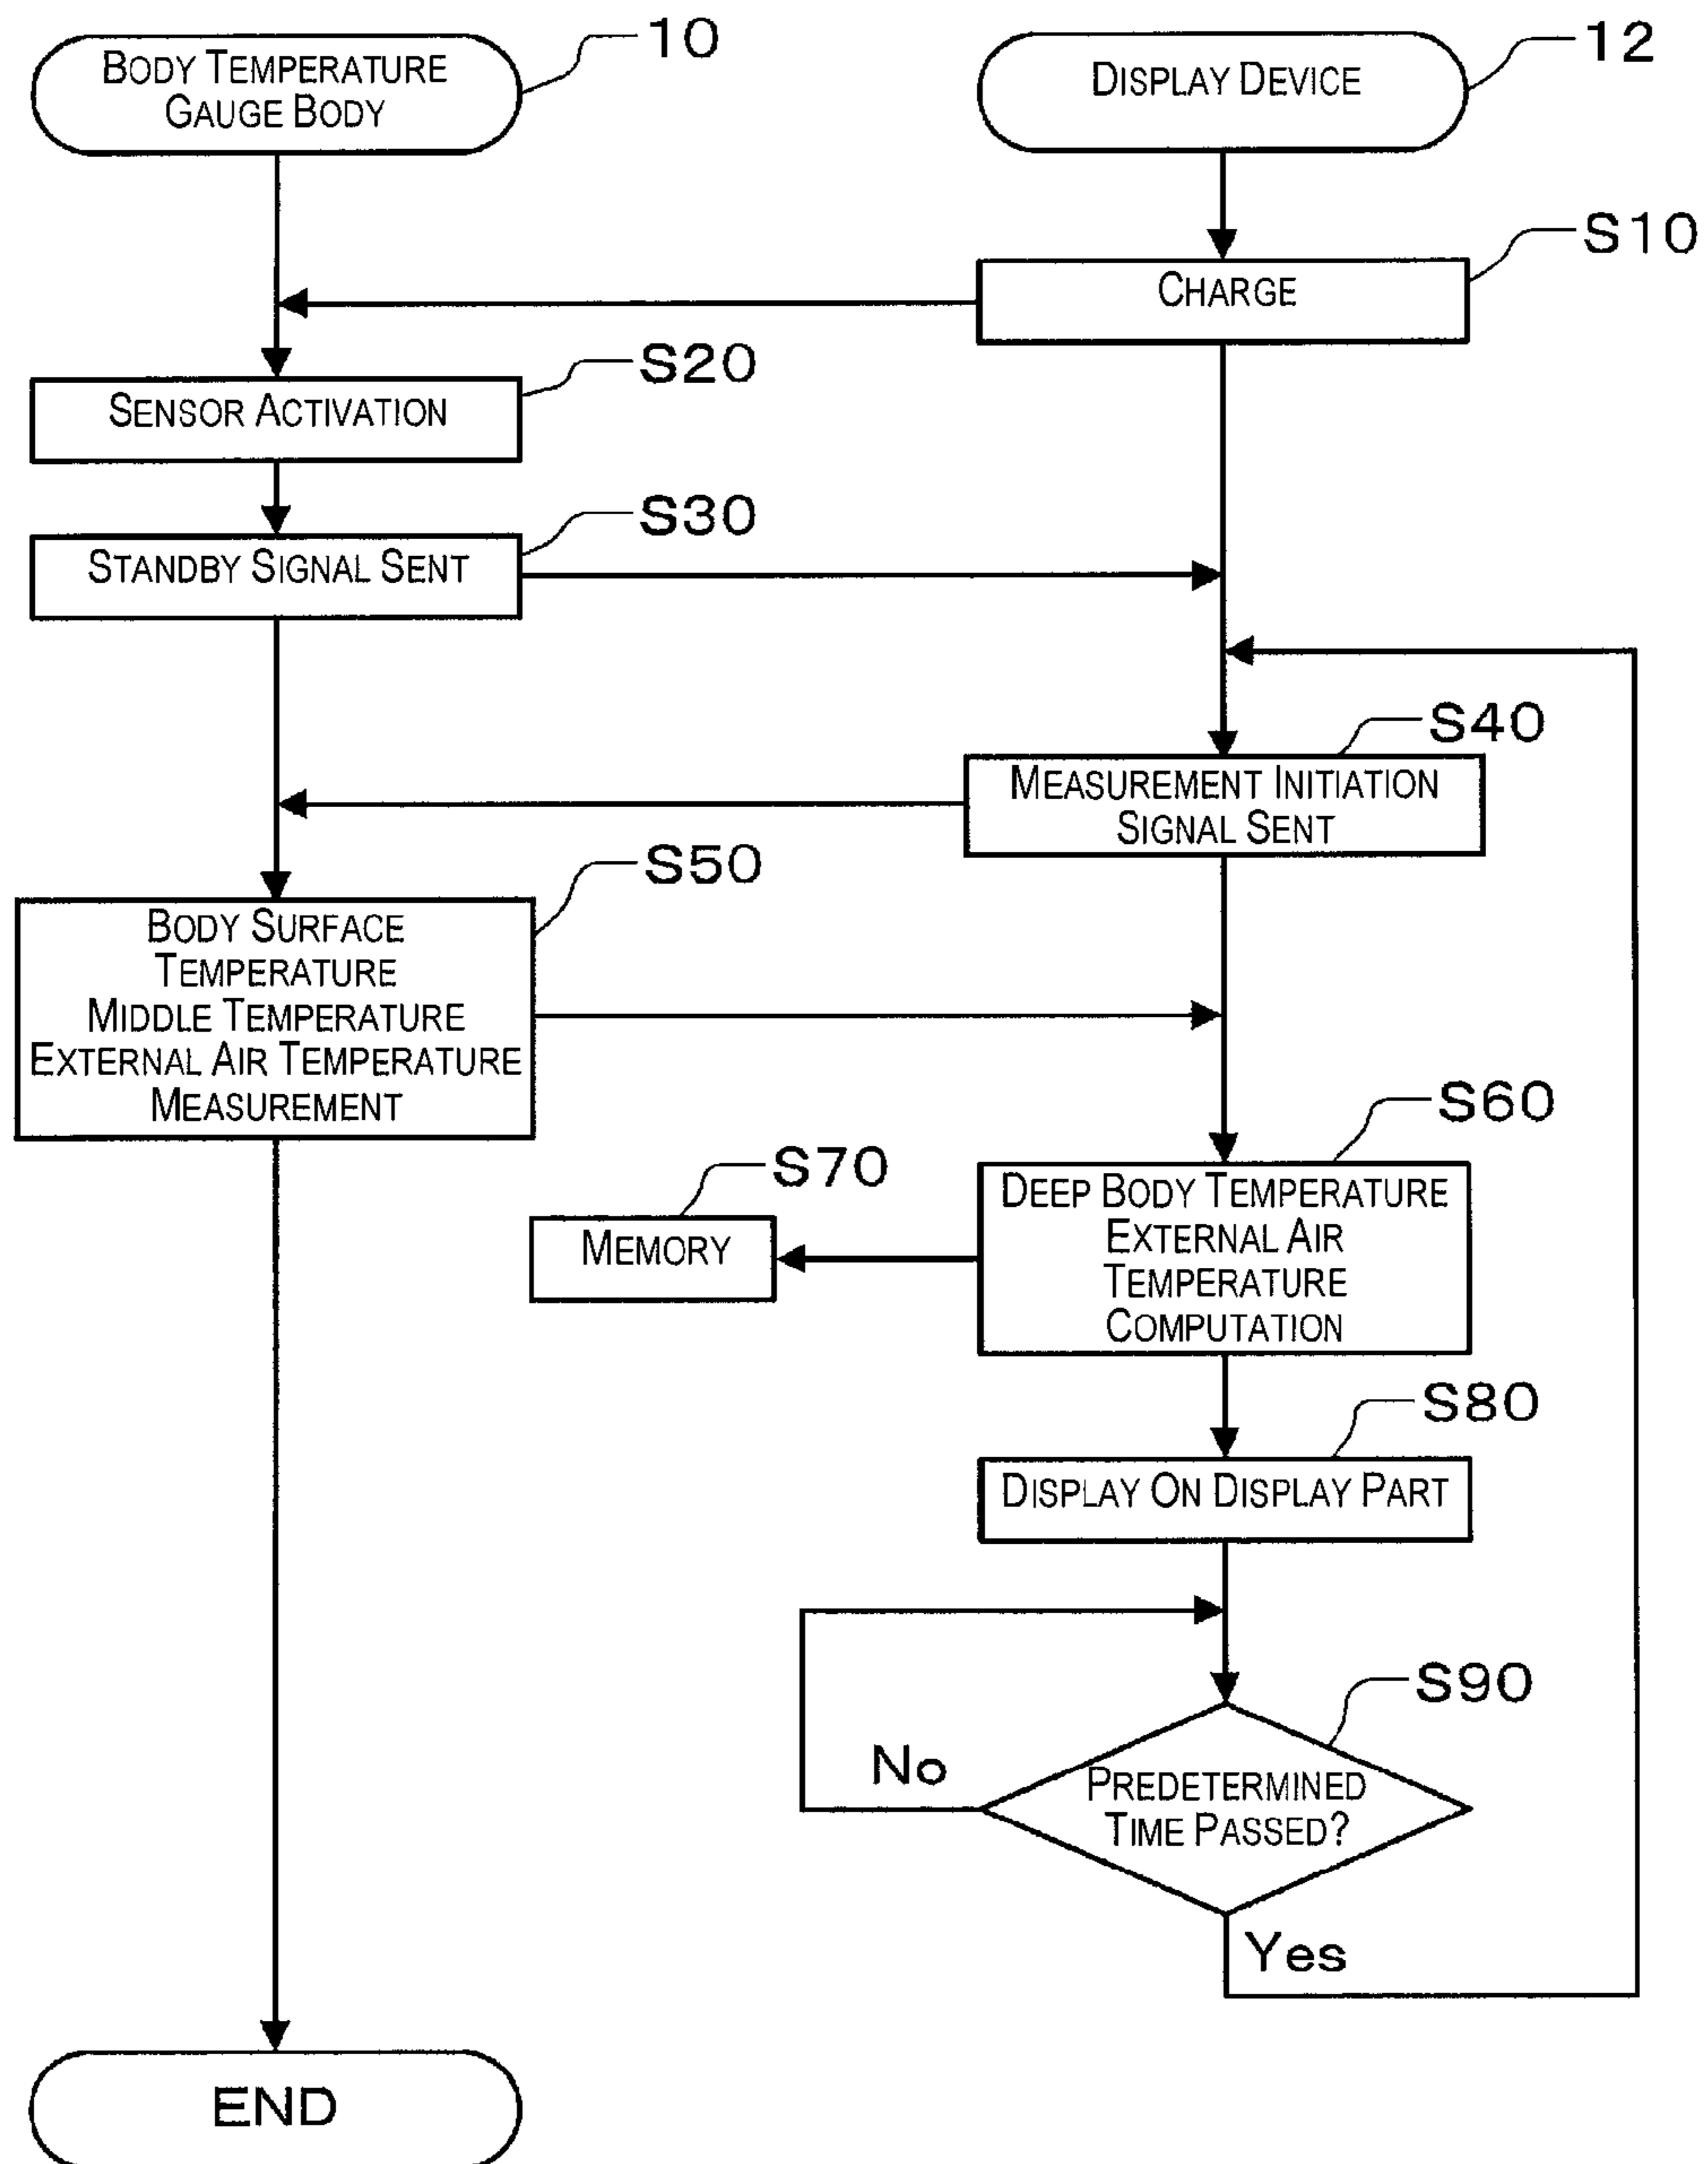 BODY TEMPERATURE
GAUGE BODY
10
DISPLAY DEVICE
12
CHARGE
S10
SENSOR ACTIVATION
S20
STANDBY SIGNAL SENT
S30
MEASUREMENT INITIATION
SIGNAL SENT
S40
BODY SURFACE
TEMPERATURE
MIDDLE TEMPERATURE
EXTERNAL AIR TEMPERATURE
MEASUREMENT
S50
DEEP BODY TEMPERATURE
EXTERNAL AIR
TEMPERATURE
COMPUTATION
S60
MEMORY
S70
DISPLAY ON DISPLAY PART
S80
PREDETERMINED
TIME PASSED?
S90
No
Yes
END